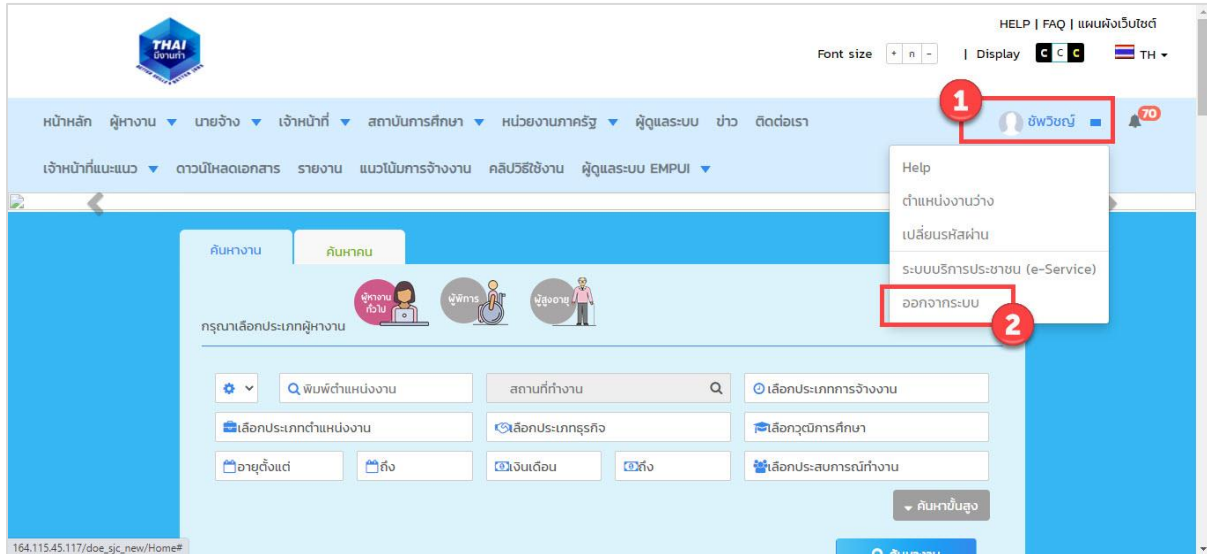 HELP | FAQ | แผนผังเว็บไซต์
THAI
มีงานทำ
Font size + ก - | Display C C C TH
1
หน้าหลัก ผู้หางาน นายจ้าง เจ้าหน้าที่ สถาบันการศึกษา หน่วยงานภาครัฐ ผู้ดูแลระบบ ข่าว ติดต่อเรา ชัพวิชญ์ 70
เจ้าหน้าที่แนะแนว ดาวน์โหลดเอกสาร รายงาน แนวโน้มการจ้างงาน คลิปวิธีใช้งาน ผู้ดูแลระบบ EMPUI
Help
ตำแหน่งงานว่าง
เปลี่ยนรหัสผ่าน
ระบบบริการประชาชน (e-Service)
ออกจากระบบ
2
ค้นหางาน ค้นหาคน
กรุณาเลือกประเภทผู้หางาน ผู้หางานทั่วไป ผู้พิการ ผู้สูงอายุ
พิมพ์ตำแหน่งงาน สถานที่ทำงาน เลือกประเภทการจ้างงาน
เลือกประเภทตำแหน่งงาน เลือกประเภทธุรกิจ เลือกวุฒิการศึกษา
อายุตั้งแต่ ถึง เงินเดือน ถึง เลือกประสบการณ์ทำงาน
ค้นหาขั้นสูง
164.115.45.117/doe_sjc_new/Home#